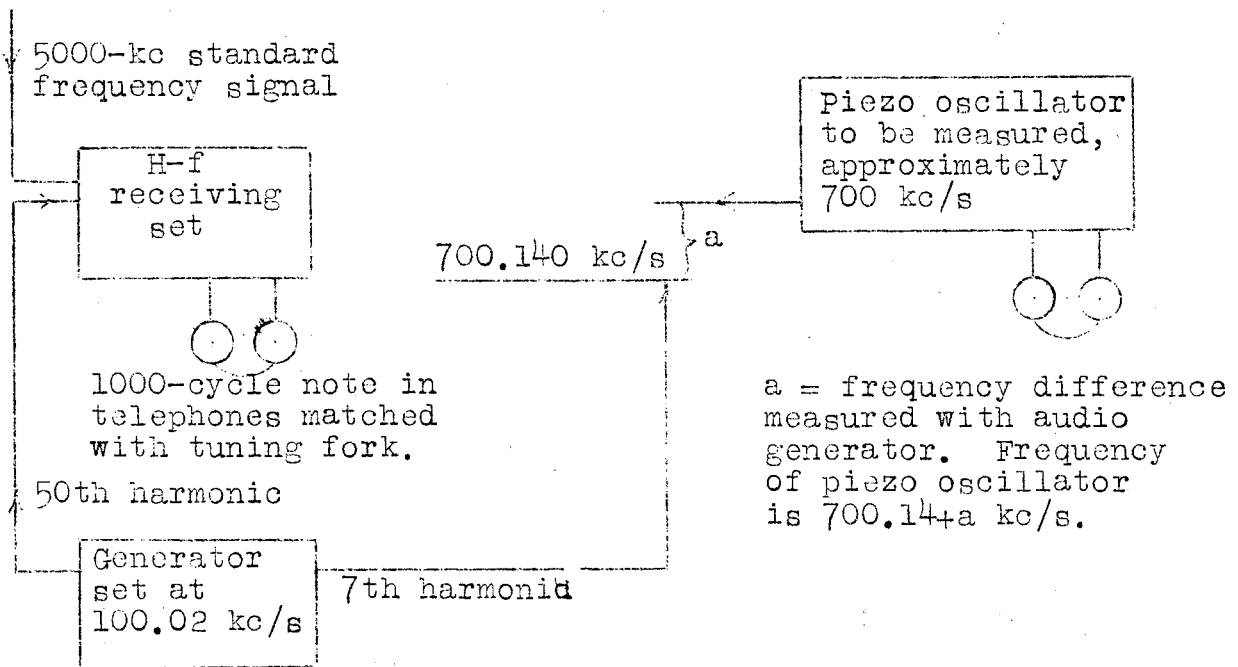 5000-kc standard
frequency signal
H-f
receiving
set
1000-cycle note in
telephones matched
with tuning fork.
50th harmonic
Generator
set at
100.02 kc/s
7th harmonic
700.140 kc/s
a
Piezo oscillator
to be measured,
approximately
700 kc/s
a = frequency difference
measured with audio
generator. Frequency
of piezo oscillator
is 700.14+a kc/s.